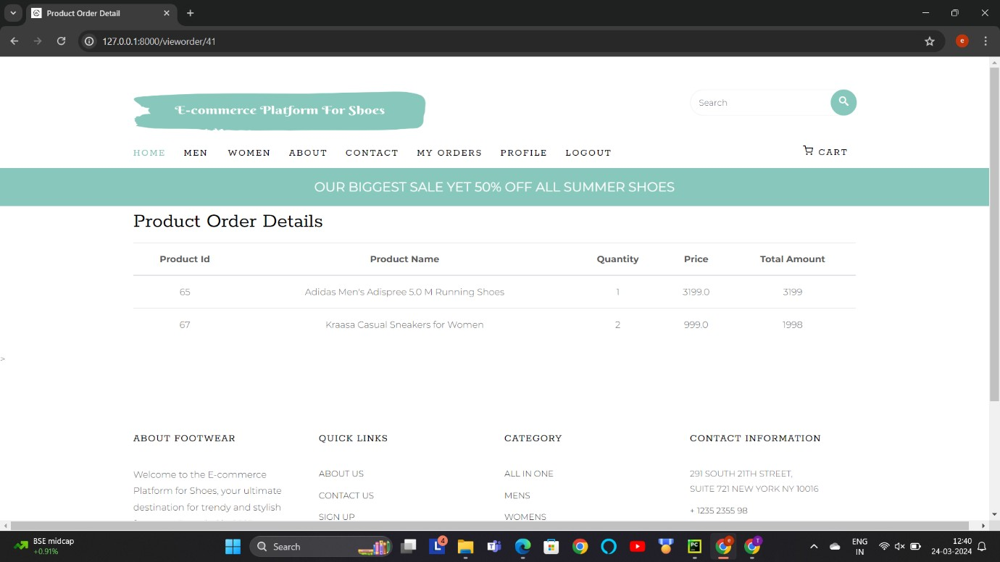 Product Order Detail
127.0.0.1:8000/vieworder/41
e
E-commerce Platform For Shoes
Search
HOME MEN WOMEN ABOUT CONTACT MY ORDERS PROFILE LOGOUT CART
OUR BIGGEST SALE YET 50% OFF ALL SUMMER SHOES
Product Order Details
Product Id Product Name Quantity Price Total Amount
65 Adidas Men's Adispree 5.0 M Running Shoes 1 3199.0 3199
67 Kraasa Casual Sneakers for Women 2 999.0 1998
>
ABOUT FOOTWEAR QUICK LINKS CATEGORY CONTACT INFORMATION
Welcome to the E-commerce
Platform for Shoes, your ultimate
destination for trendy and stylish
ABOUT US
CONTACT US
SIGN UP
ALL IN ONE
MENS
WOMENS
291 SOUTH 21TH STREET,
SUITE 721 NEW YORK NY 10016
+ 1235 2355 98
BSE midcap
+0.91%
Search
L 4
PC
e
T
ENG
IN
12:40
24-03-2024